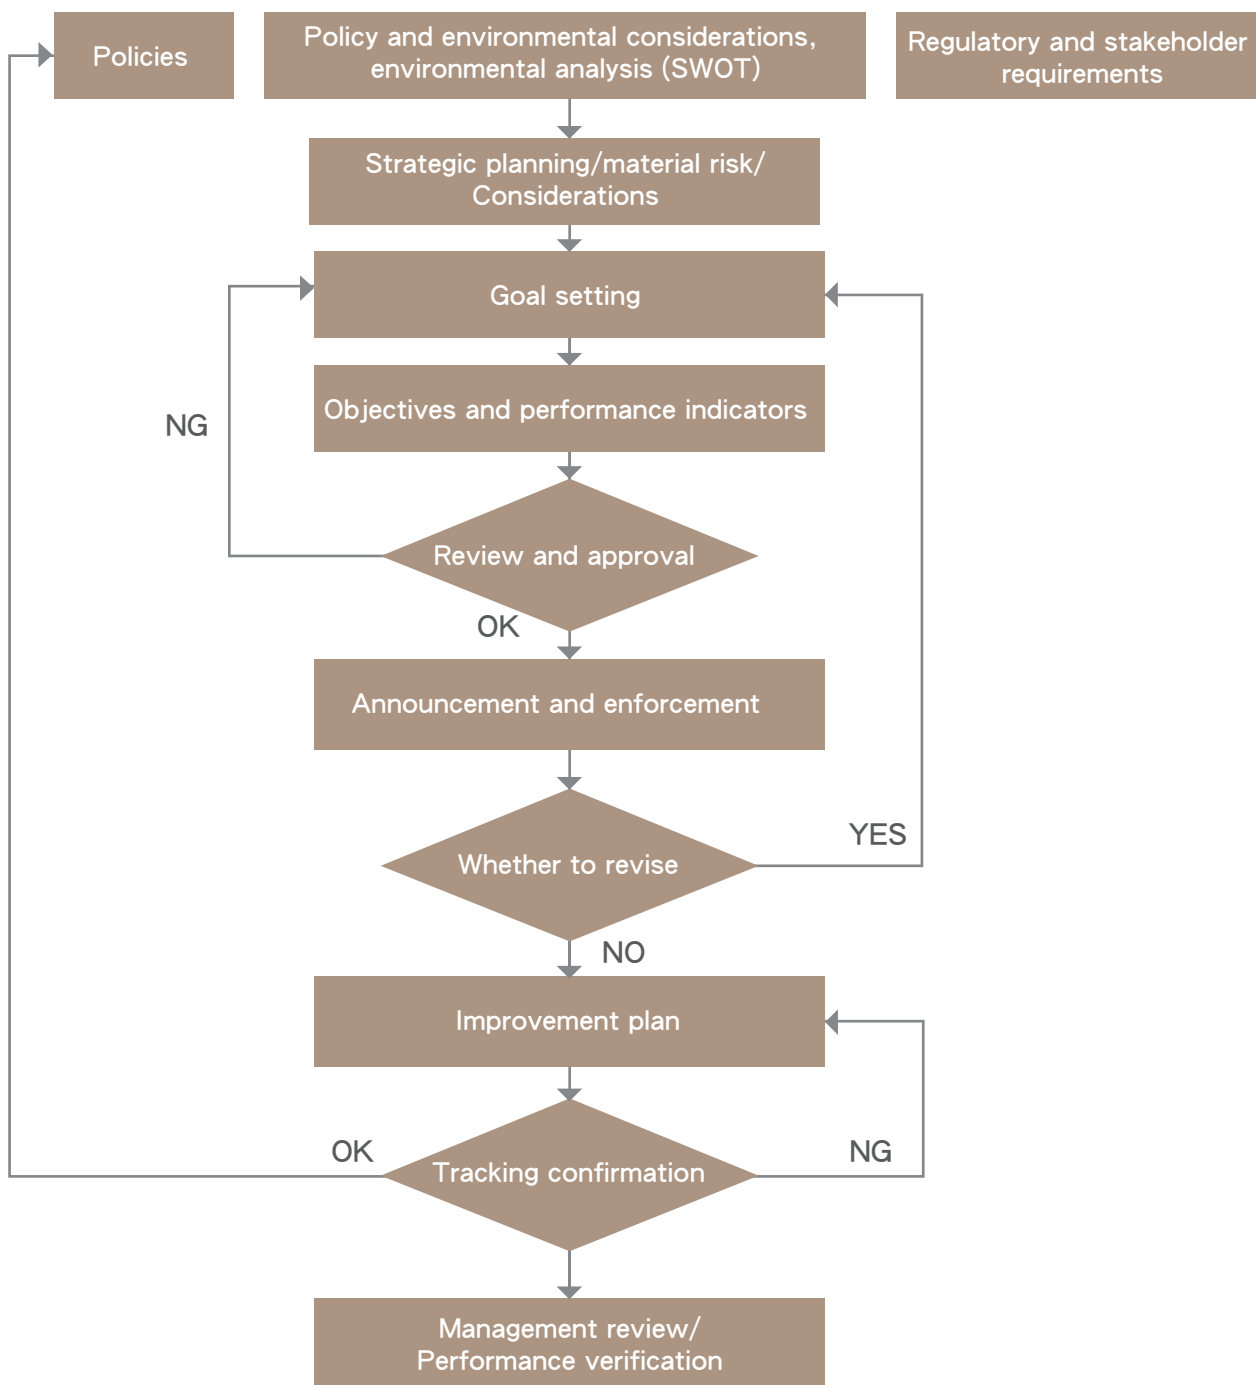 Policies
Policy and environmental considerations,
environmental analysis (SWOT)
Regulatory and stakeholder
requirements
Strategic planning/material risk/
Considerations
Goal setting
Objectives and performance indicators
NG
Review and approval
OK
Announcement and enforcement
YES
Whether to revise
NO
Improvement plan
OK
NG
Tracking confirmation
Management review/
Performance verification